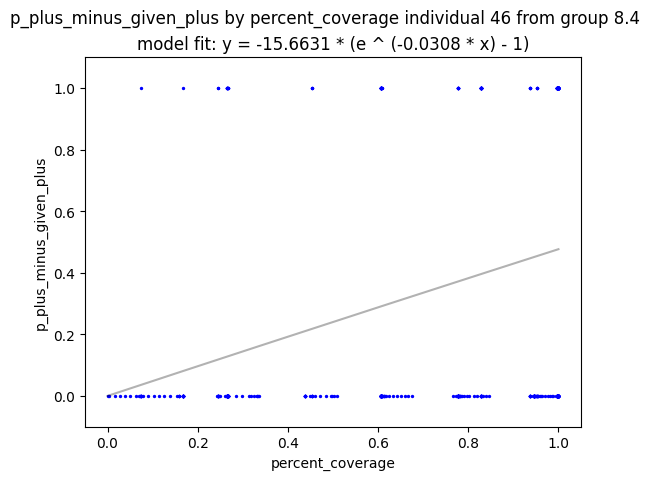 p_plus_minus_given_plus by percent_coverage individual 46 from group 8.4
model fit: y = -15.6631 * (e ^ (-0.0308 * x) - 1)
1.0
0.8
0.6
0.4
0.2
0.0
p_plus_minus_given_plus
0.0 0.2 0.4 0.6 0.8 1.0
percent_coverage